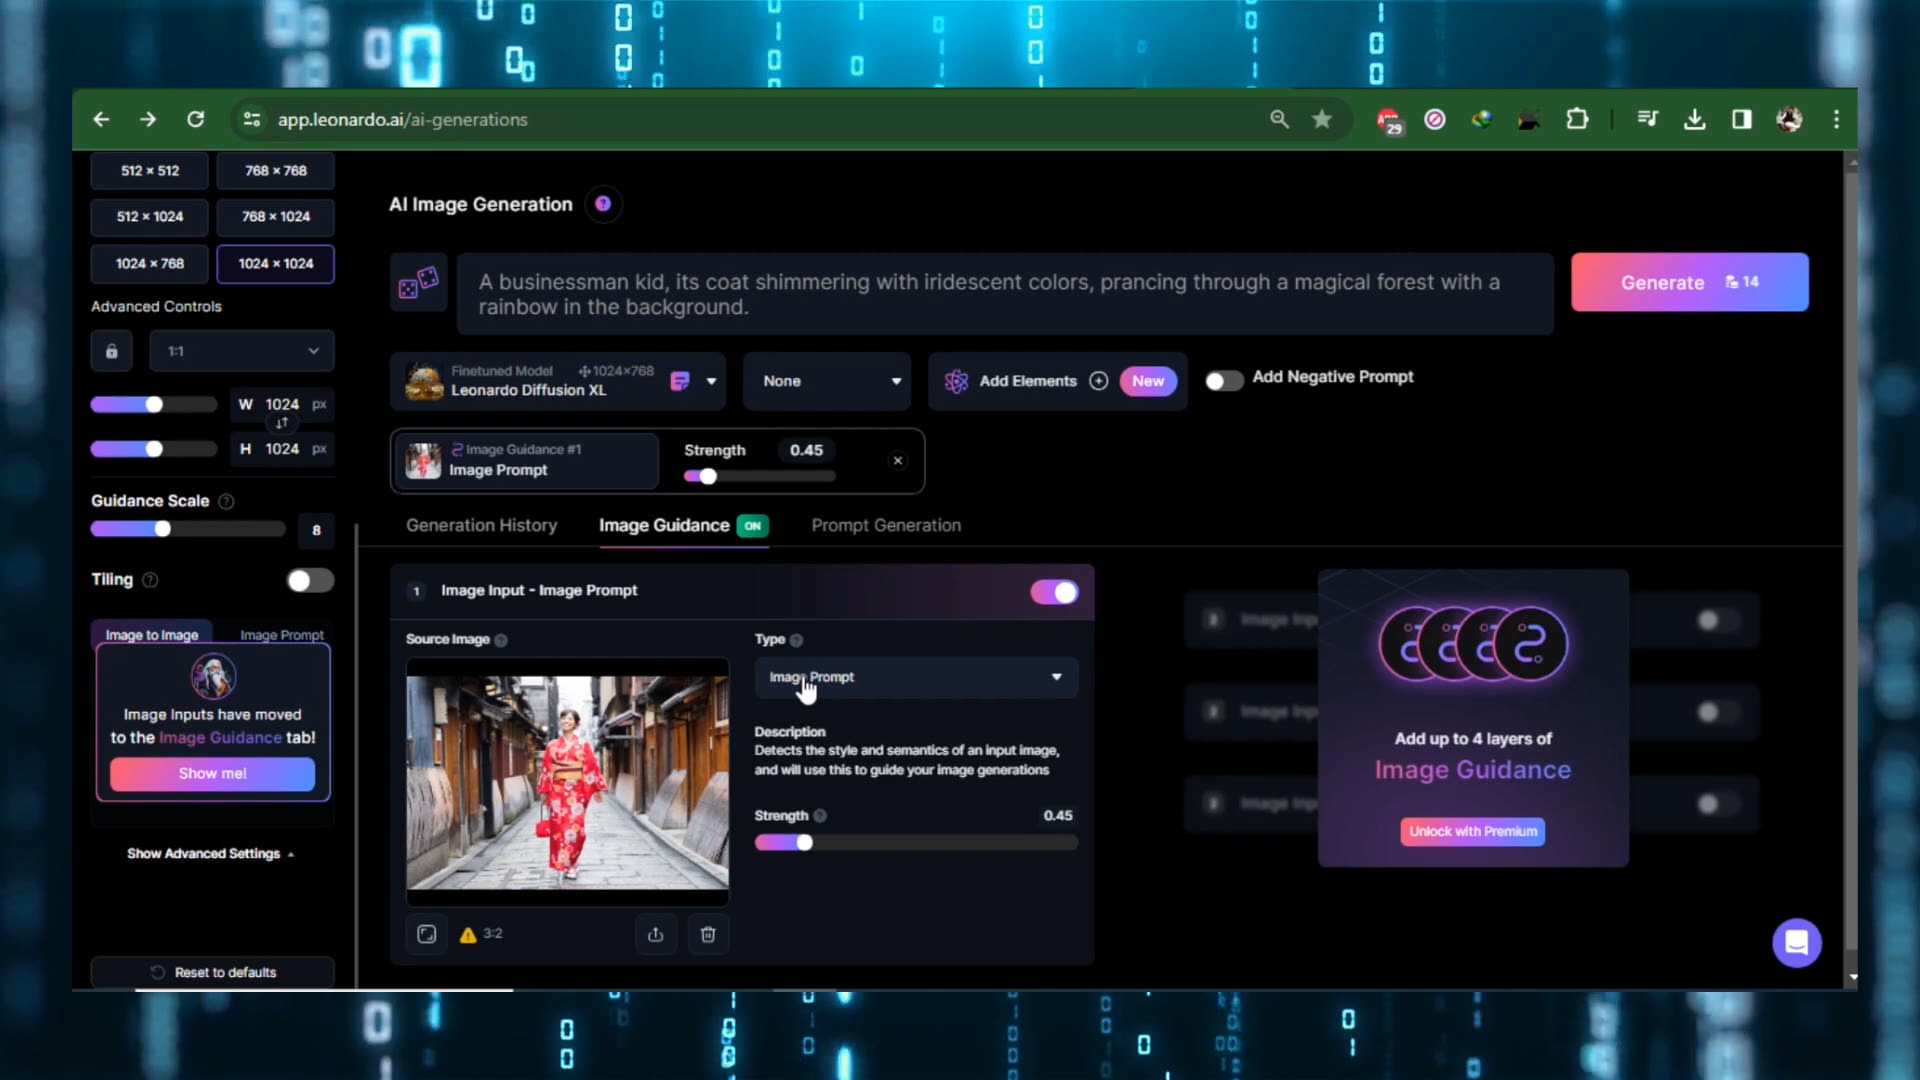 app.leonardo.ai/ai-generations
29
512 × 512
768 × 768
512 × 1024
768 × 1024
1024 × 768
1024 × 1024
Advanced Controls
1:1
W 1024 px
H 1024 px
Guidance Scale ?
8
Tiling ?
Image to Image
Image Prompt
Image Inputs have moved
to the Image Guidance tab!
Show me!
Show Advanced Settings
Reset to defaults
AI Image Generation ?
A businessman kid, its coat shimmering with iridescent colors, prancing through a magical forest with a
rainbow in the background.
Generate 14
Finetuned Model 1024×768
Leonardo Diffusion XL
None
Add Elements
New
Add Negative Prompt
Image Guidance #1
Image Prompt
Strength 0.45
Generation History
Image Guidance ON
Prompt Generation
1 Image Input - Image Prompt
Source Image ?
3:2
Type ?
Image Prompt
Description
Detects the style and semantics of an input image,
and will use this to guide your image generations
Strength ? 0.45
Add up to 4 layers of
Image Guidance
Unlock with Premium